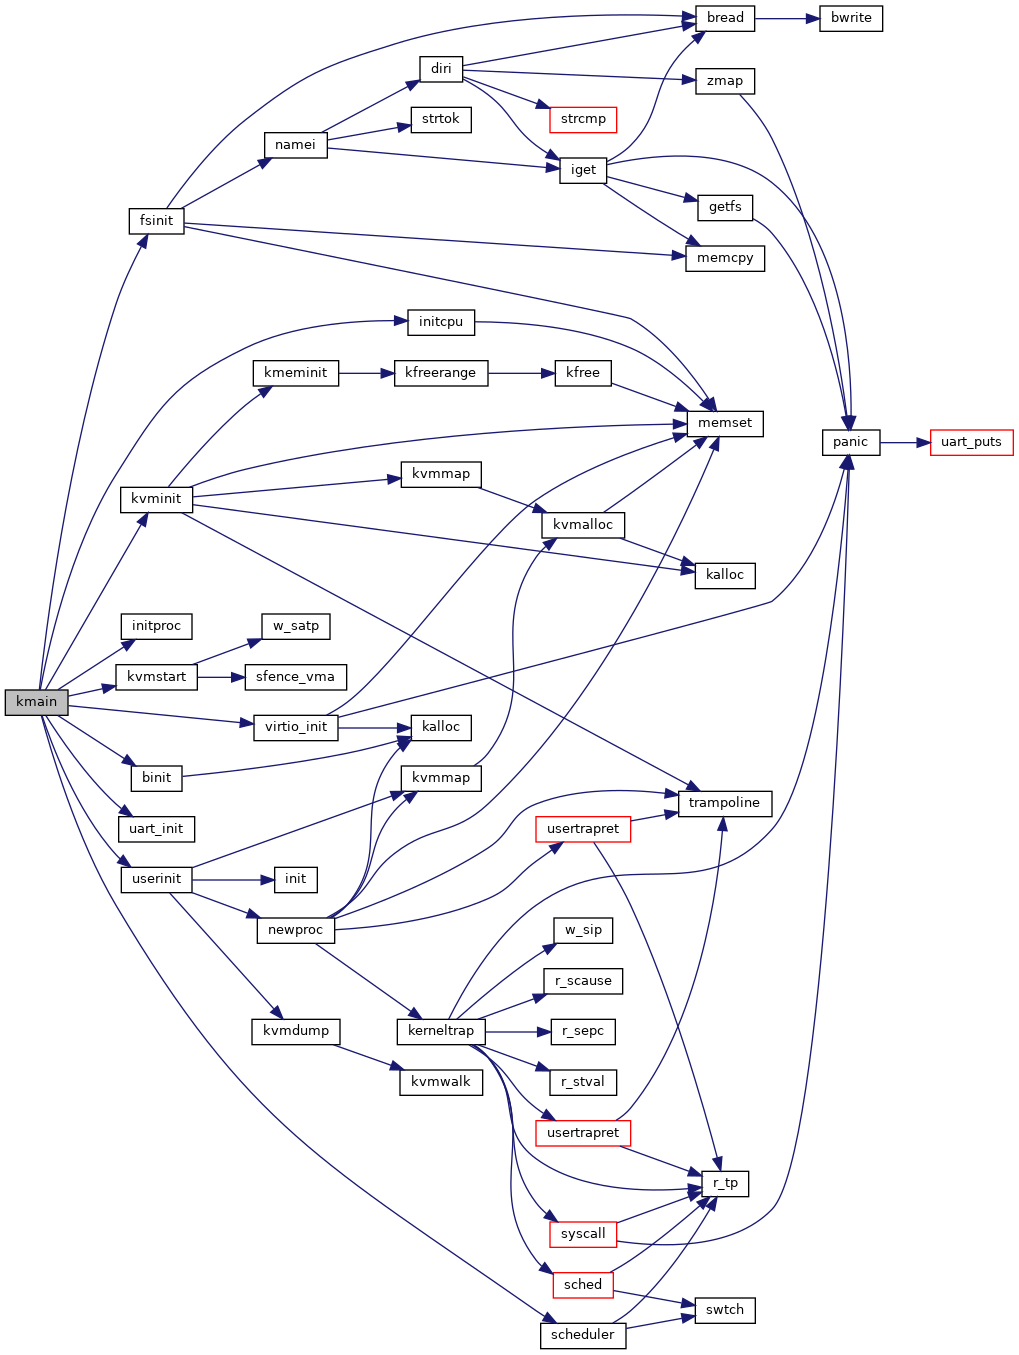 bread
bwrite
diri
zmap
strtok
strcmp
namei
iget
getfs
fsinit
memcpy
initcpu
kmeminit
kfreerange
kfree
memset
panic
uart_puts
kvmmap
kvminit
kvmalloc
kalloc
initproc
w_satp
kvmstart
sfence_vma
kmain
virtio_init
kalloc
binit
kvmmap
trampoline
uart_init
usertrapret
userinit
init
newproc
w_sip
r_scause
kvmdump
kerneltrap
r_sepc
kvmwalk
r_stval
usertrapret
r_tp
syscall
sched
swtch
scheduler